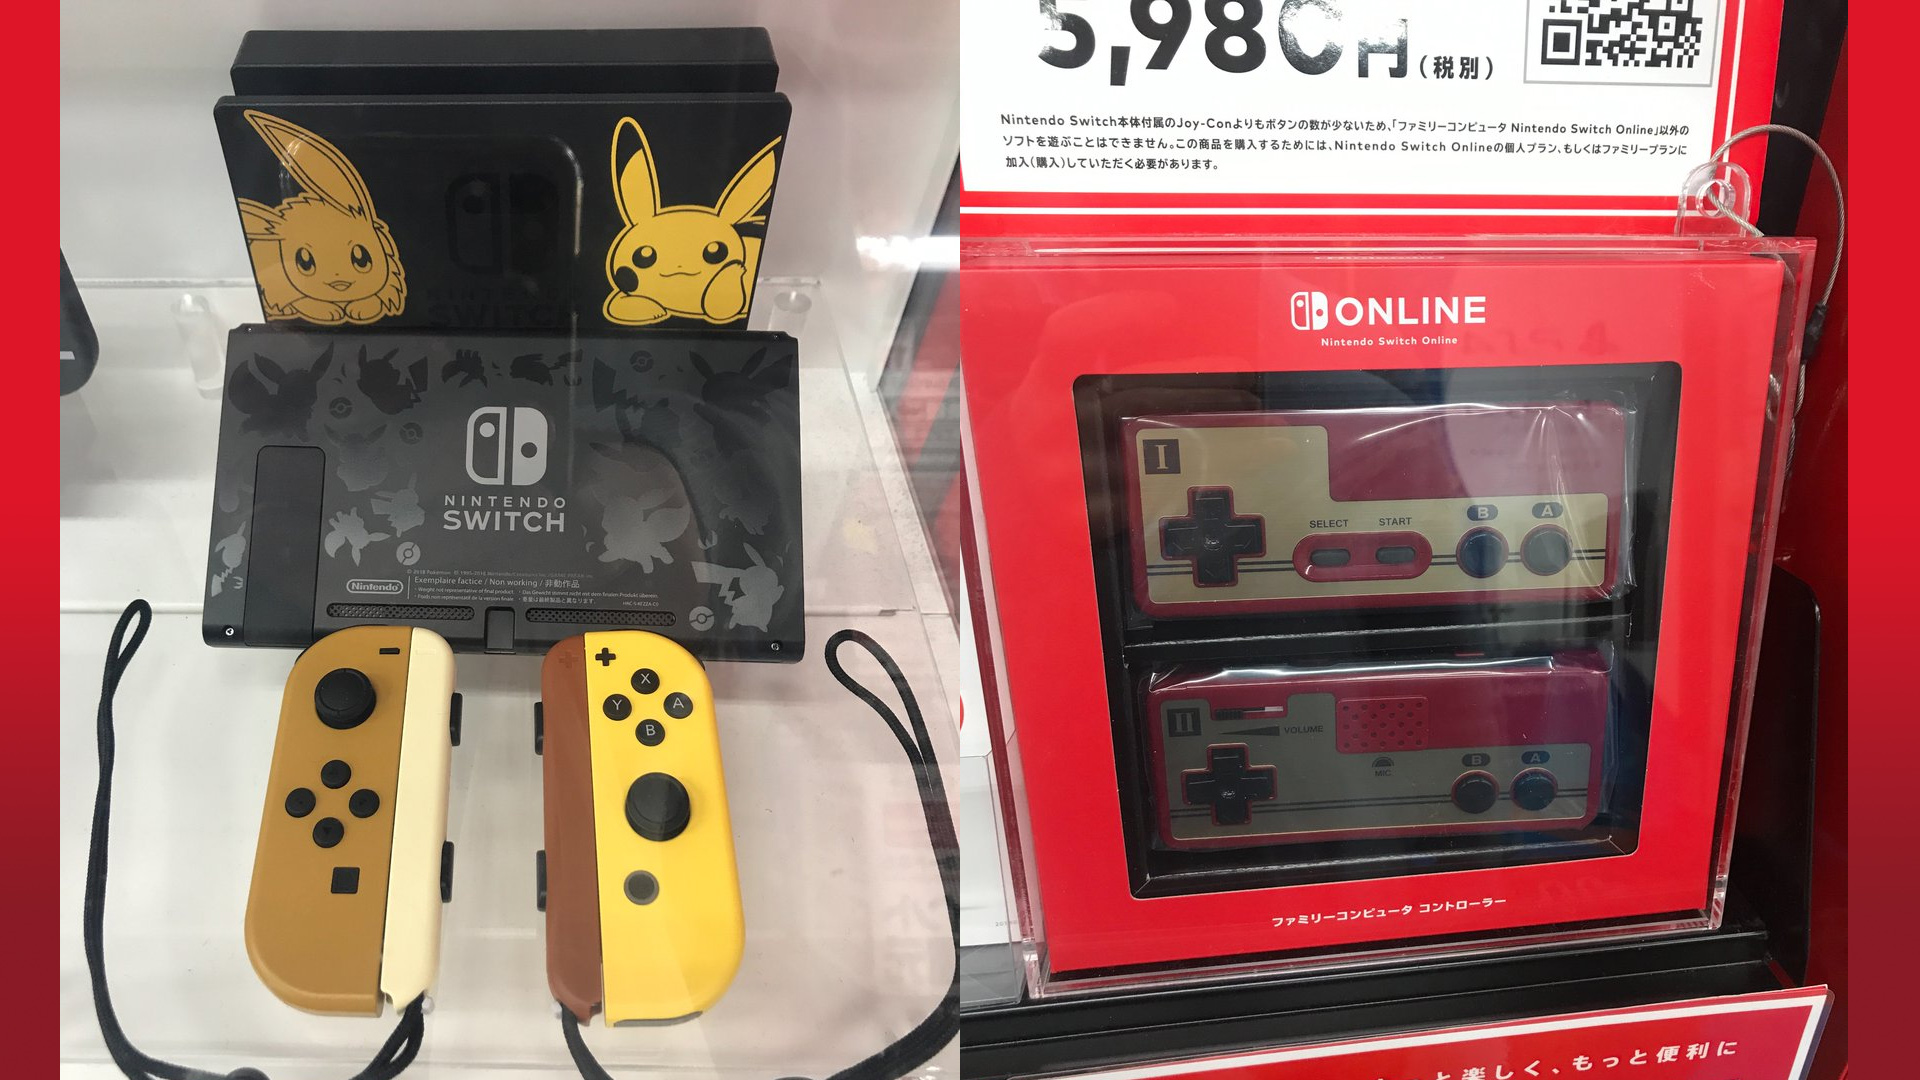 NINTENDO
SWITCH
Nintendo
Exemplaire factice / Non working / 非動作品
X
Y
A
B
5,980円(税別)
Nintendo Switch本体付属のJoy-Conよりもボタンの数が少ないため、「ファミリーコンピュータ Nintendo Switch Online」以外の
ソフトを遊ぶことはできません。この商品を購入するためには、Nintendo Switch Onlineの個人プラン、もしくはファミリープランに
加入(購入)していただく必要があります。
ONLINE
Nintendo Switch Online
I
SELECT
START
B
A
II
VOLUME
MIC
B
A
ファミリーコンピュータ コントローラー
楽しく、もっと便利に